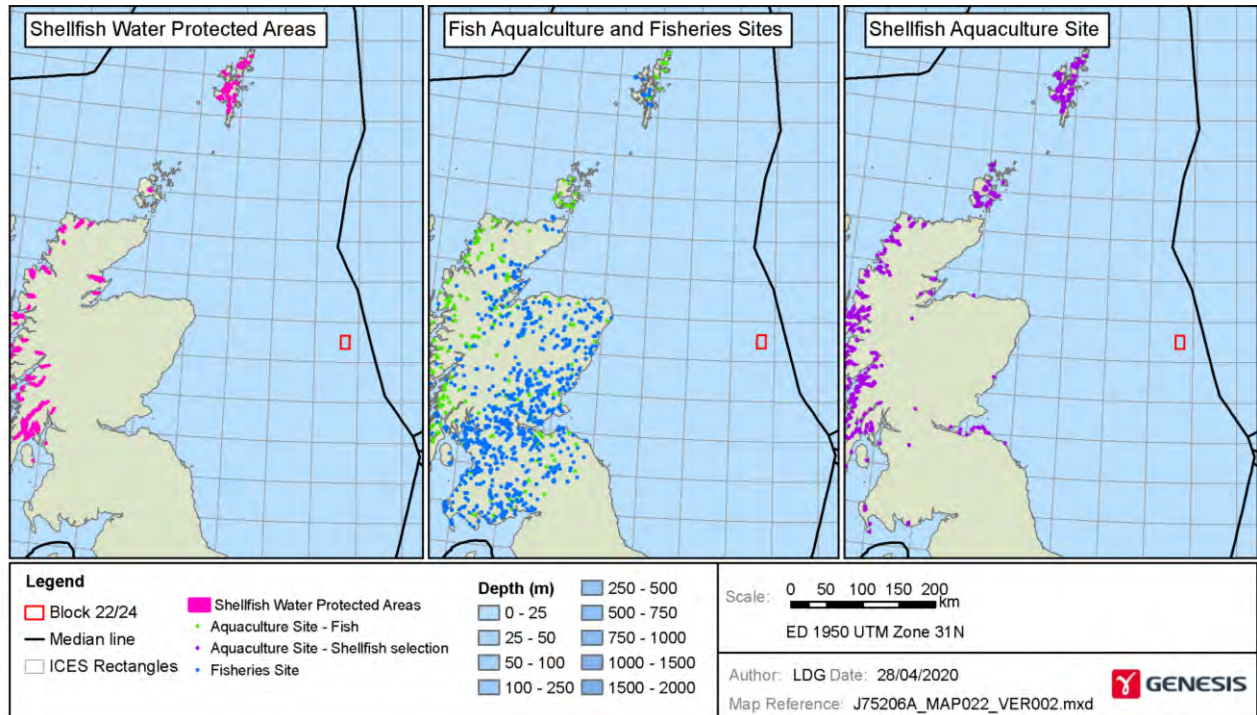 Shellfish Water Protected Areas
Fish Aqualculture and Fisheries Sites
Shellfish Aquaculture Site
Legend
Block 22/24
Median line
ICES Rectangles
Shellfish Water Protected Areas
Aquaculture Site - Fish
Aquaculture Site - Shellfish selection
Fisheries Site
Depth (m)
0 - 25
25 - 50
50 - 100
100 - 250
250 - 500
500 - 750
750 - 1000
1000 - 1500
1500 - 2000
Scale: 0 50 100 150 200
km
ED 1950 UTM Zone 31N
Author: LDG Date: 28/04/2020
Map Reference: J75206A_MAP022_VER002.mxd
GENESIS